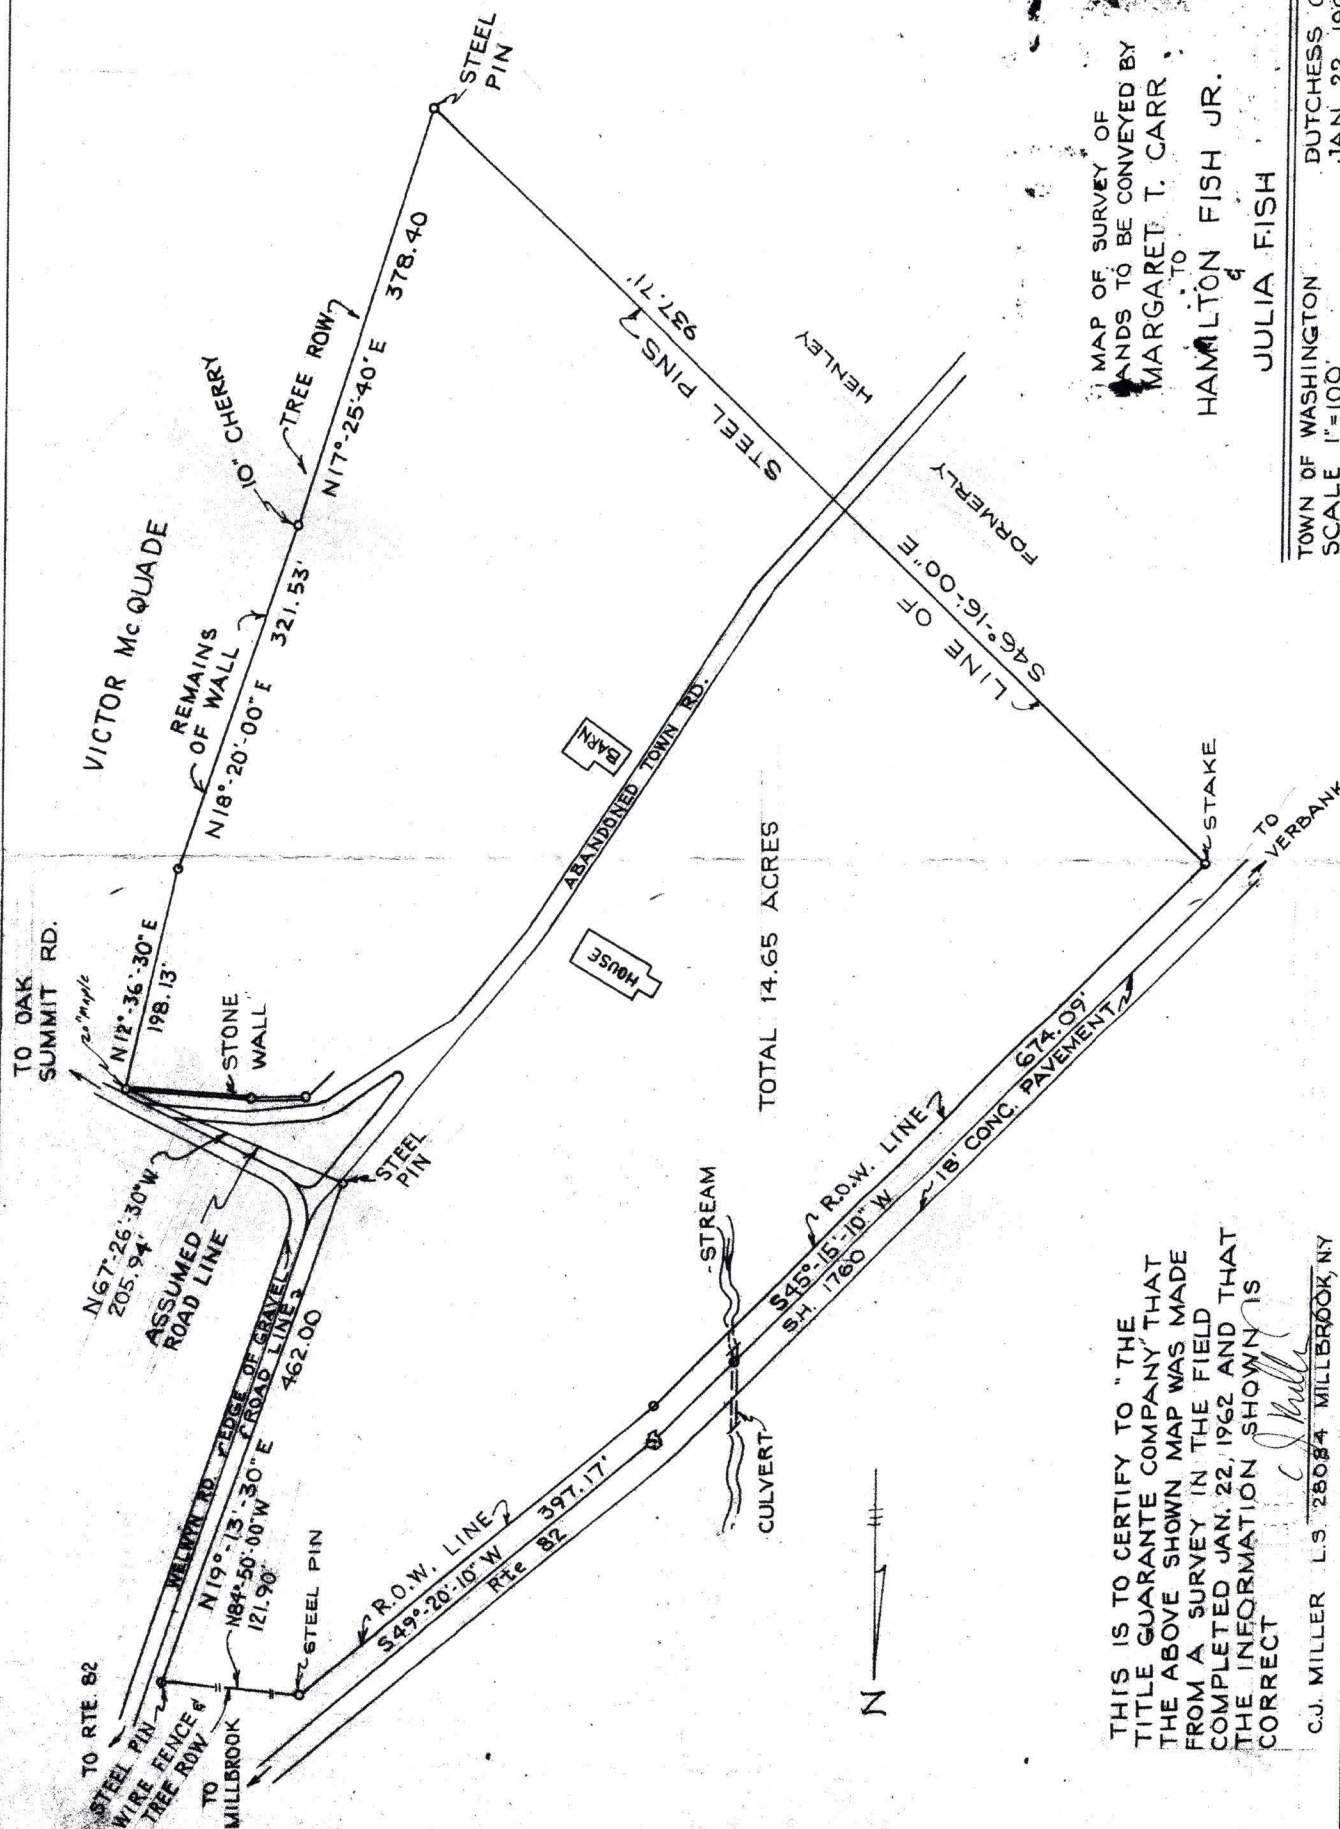 TO OAK
SUMMIT RD.
20" maple
N12°-36'-30"E
198.13'
VICTOR McQUADE
REMAINS
OF WALL
N18°-20'-00"E
321.53'
10" CHERRY
TREE ROW
N17°-25'-40"E 378.40
STEEL
PIN
STONE
WALL
N67°-26'-30"W
205.94'
ASSUMED
ROAD LINE
STEEL
PIN
WELWYN RD.
EDGE OF GRAVEL
ROAD LINE
N19°-13'-30"E 462.00
N84°-50'-00"W
121.90'
TO RTE. 82
STEEL PIN
WIRE FENCE &
TREE ROW
TO
MILLBROOK
STEEL PIN
R.O.W. LINE
S49°-20'-10"W 397.17'
Rte 82
BARN
HOUSE
ABANDONED TOWN RD.
TOTAL 14.65 ACRES
STEEL PINS 937.71'
LINE OF
S46°-16'-00"E
FORMERLY
HENLEY
STREAM
CULVERT
R.O.W. LINE
S45°-15'-10"W 674.09'
S.H. 1760
18' CONC. PAVEMENT
STAKE
TO
VERBANK
N
MAP OF SURVEY OF
ANDS TO BE CONVEYED BY
MARGARET T. CARR
TO
HAMILTON FISH JR.
&
JULIA FISH
TOWN OF WASHINGTON DUTCHESS
SCALE 1"=100' JAN. 22
THIS IS TO CERTIFY TO "THE
TITLE GUARANTE COMPANY" THAT
THE ABOVE SHOWN MAP WAS MADE
FROM A SURVEY IN THE FIELD
COMPLETED JAN. 22, 1962 AND THAT
THE INFORMATION SHOWN IS
CORRECT
C.J. MILLER L.S. 28084 MILLBROOK, N.Y